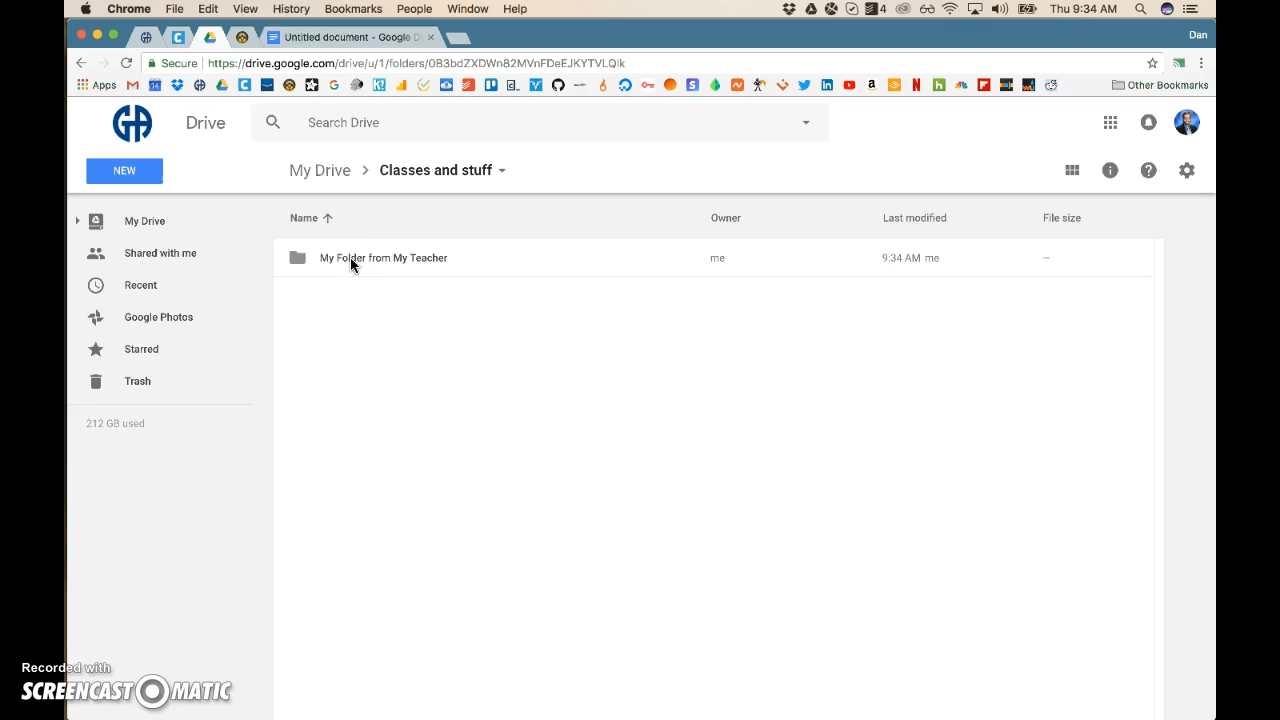 Chrome File Edit View History Bookmarks People Window Help 4 Thu 9:34 AM
Untitled document - Google D Dan
Secure https://drive.google.com/drive/u/1/folders/0B3bdZXDWn82MVnFDeEJKYTVLQlk
Apps Other Bookmarks
GA Drive Search Drive
NEW My Drive > Classes and stuff
Name Owner Last modified File size
My Drive
My Folder from My Teacher me 9:34 AM me —
Shared with me
Recent
Google Photos
Starred
Trash
212 GB used
Recorded with
SCREENCAST MATIC